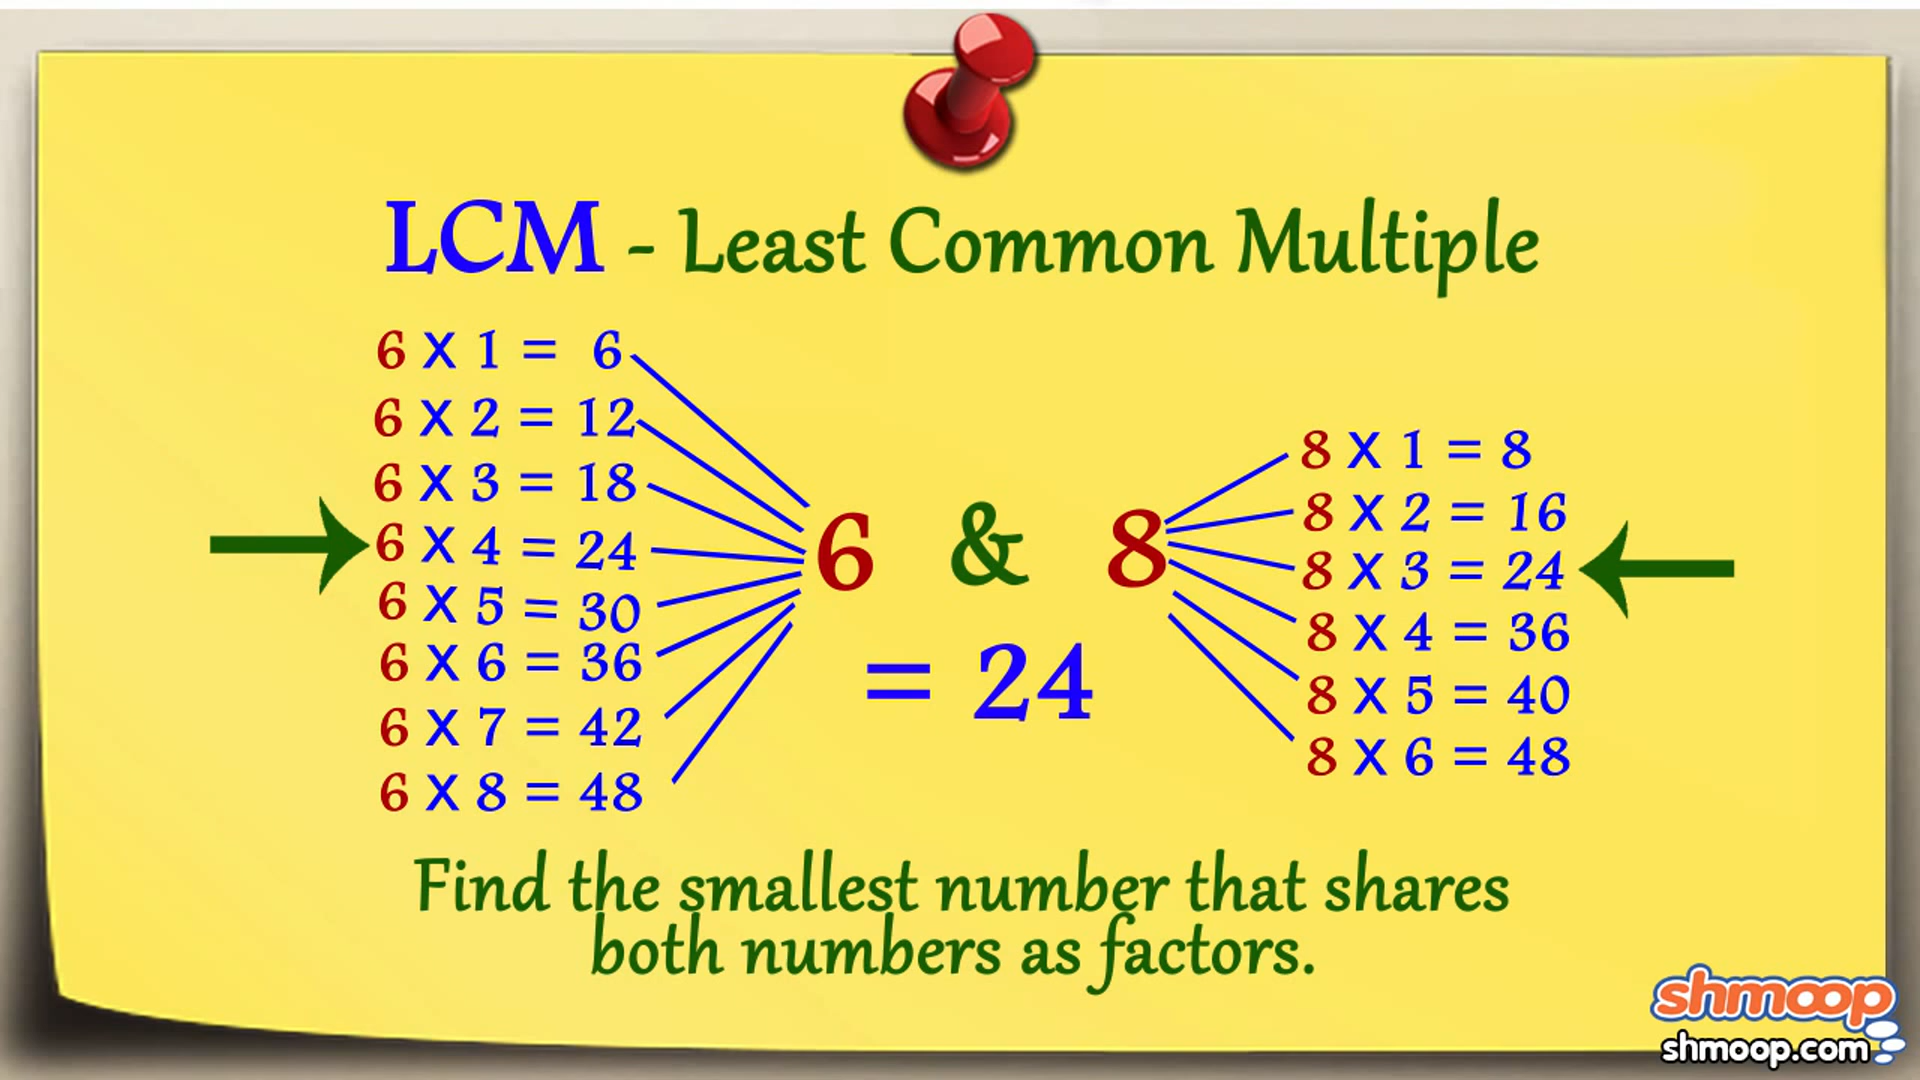 LCM - Least Common Multiple
6 X 1 = 6
6 X 2 = 12
6 X 3 = 18
6 X 4 = 24
6 X 5 = 30
6 X 6 = 36
6 X 7 = 42
6 X 8 = 48
6 & 8
= 24
8 X 1 = 8
8 X 2 = 16
8 X 3 = 24
8 X 4 = 36
8 X 5 = 40
8 X 6 = 48
Find the smallest number that shares
both numbers as factors.
shmoop
shmoop.com